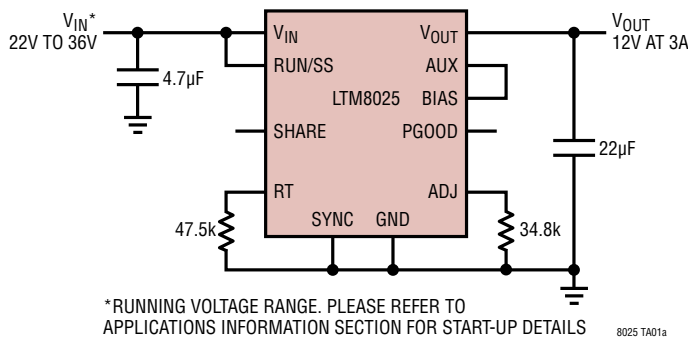 VIN*
22V TO 36V
4.7µF
VIN
RUN/SS
SHARE
RT
47.5k
LTM8025
SYNC
GND
VOUT
AUX
BIAS
PGOOD
ADJ
34.8k
VOUT
12V AT 3A
22µF
*RUNNING VOLTAGE RANGE. PLEASE REFER TO
APPLICATIONS INFORMATION SECTION FOR START-UP DETAILS
8025 TA01a